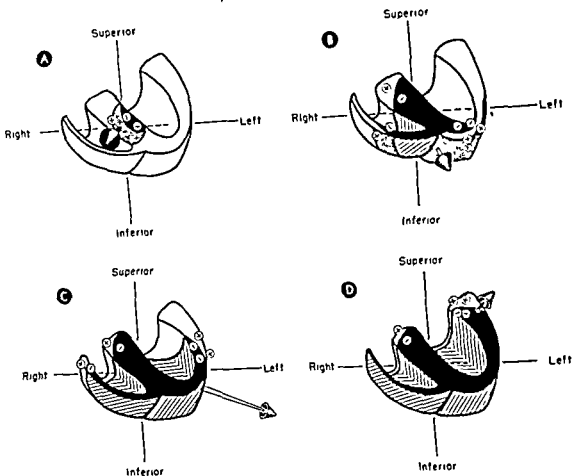 A
Superior
Right
Left
Inferior
B
Superior
Right
Left
Inferior
C
Superior
Right
Left
Inferior
D
Superior
Right
Left
Inferior